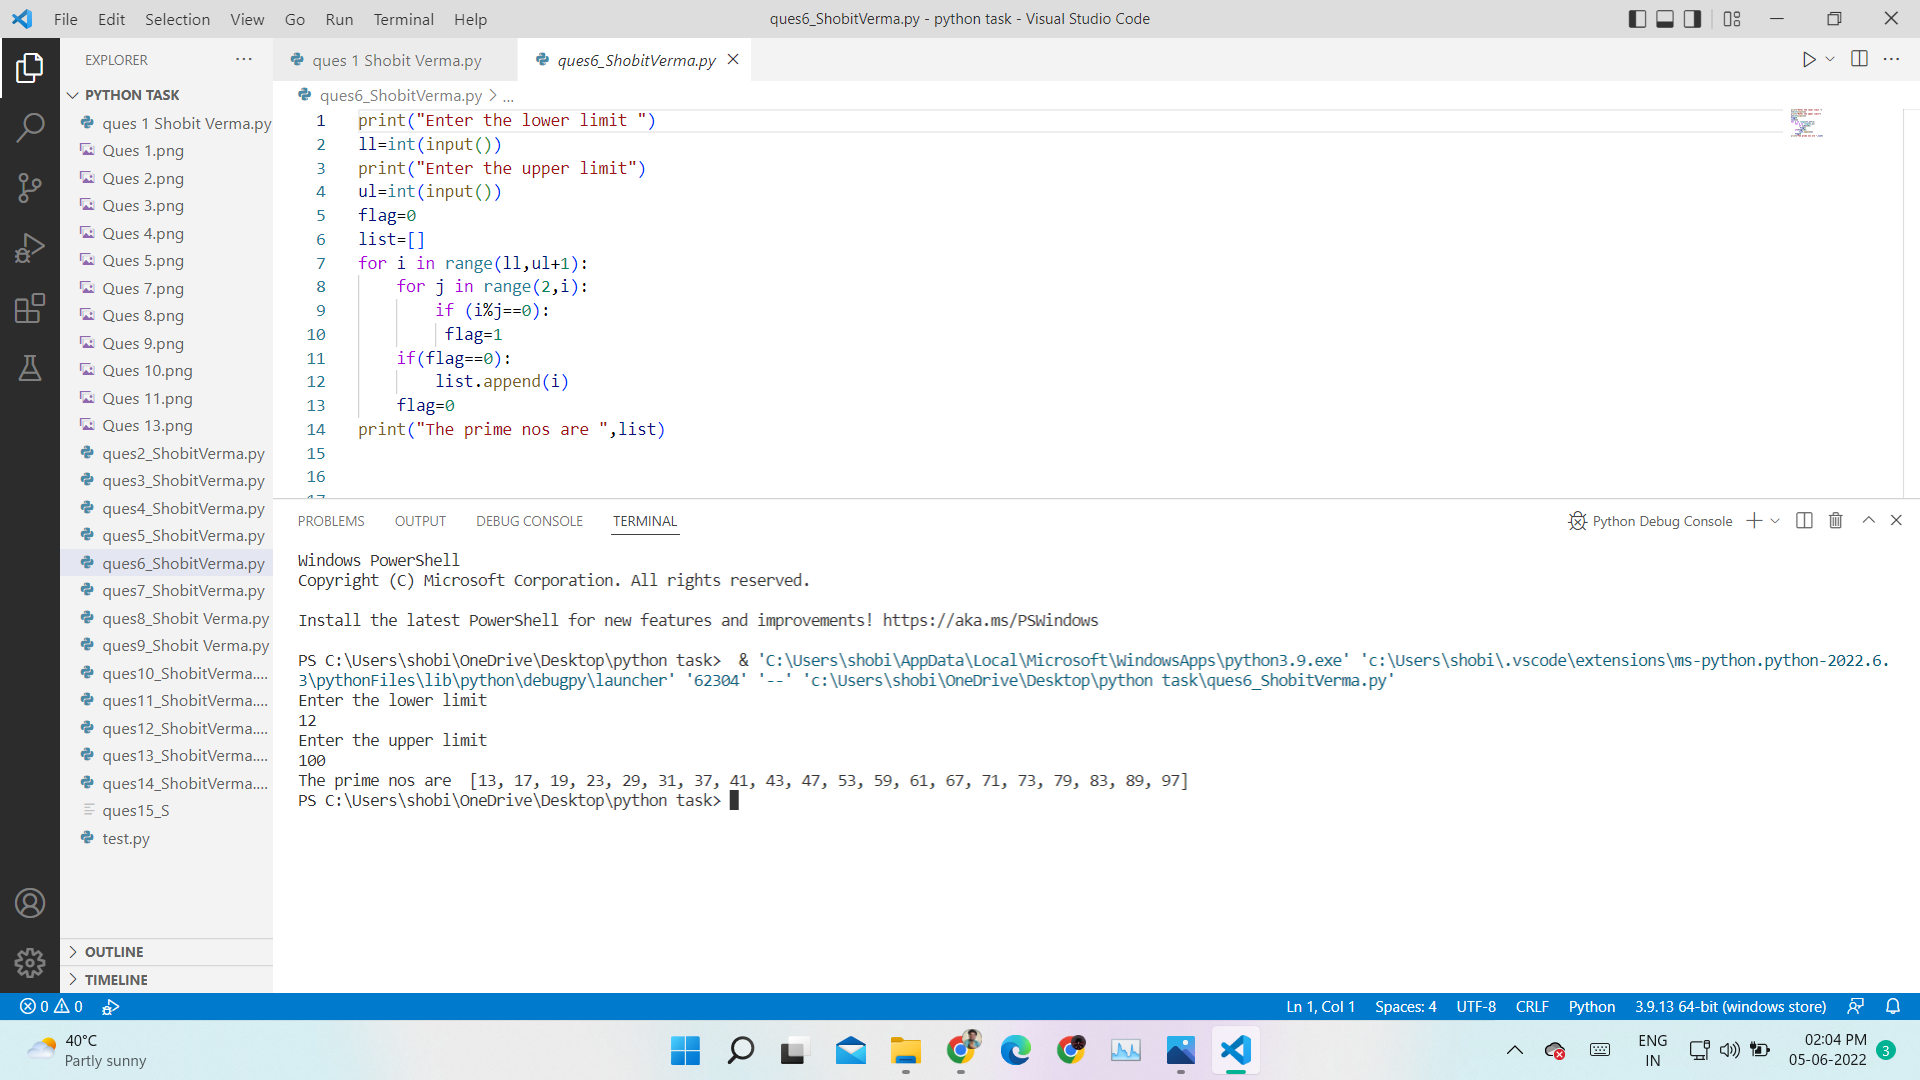 File Edit Selection View Go Run Terminal Help
ques6_ShobitVerma.py - python task - Visual Studio Code
EXPLORER
PYTHON TASK
ques 1 Shobit Verma.py
Ques 1.png
Ques 2.png
Ques 3.png
Ques 4.png
Ques 5.png
Ques 7.png
Ques 8.png
Ques 9.png
Ques 10.png
Ques 11.png
Ques 13.png
ques2_ShobitVerma.py
ques3_ShobitVerma.py
ques4_ShobitVerma.py
ques5_ShobitVerma.py
ques6_ShobitVerma.py
ques7_ShobitVerma.py
ques8_Shobit Verma.py
ques9_Shobit Verma.py
ques10_ShobitVerma....
ques11_ShobitVerma....
ques12_ShobitVerma....
ques13_ShobitVerma....
ques14_ShobitVerma....
ques15_S
test.py
OUTLINE
TIMELINE
ques 1 Shobit Verma.py
ques6_ShobitVerma.py
ques6_ShobitVerma.py > ...
1 print("Enter the lower limit ")
2 ll=int(input())
3 print("Enter the upper limit")
4 ul=int(input())
5 flag=0
6 list=[]
7 for i in range(ll,ul+1):
8 for j in range(2,i):
9 if (i%j==0):
10 flag=1
11 if(flag==0):
12 list.append(i)
13 flag=0
14 print("The prime nos are ",list)
15
16
PROBLEMS OUTPUT DEBUG CONSOLE TERMINAL
Python Debug Console
Windows PowerShell
Copyright (C) Microsoft Corporation. All rights reserved.
Install the latest PowerShell for new features and improvements! https://aka.ms/PSWindows
PS C:\Users\shobi\OneDrive\Desktop\python task>  & 'C:\Users\shobi\AppData\Local\Microsoft\WindowsApps\python3.9.exe' 'c:\Users\shobi\.vscode\extensions\ms-python.python-2022.6.
3\pythonFiles\lib\python\debugpy\launcher' '62304' '--' 'c:\Users\shobi\OneDrive\Desktop\python task\ques6_ShobitVerma.py'
Enter the lower limit
12
Enter the upper limit
100
The prime nos are  [13, 17, 19, 23, 29, 31, 37, 41, 43, 47, 53, 59, 61, 67, 71, 73, 79, 83, 89, 97]
PS C:\Users\shobi\OneDrive\Desktop\python task>
0 0
Ln 1, Col 1 Spaces: 4 UTF-8 CRLF Python 3.9.13 64-bit (windows store)
40°C
Partly sunny
ENG
IN
02:04 PM
05-06-2022
3